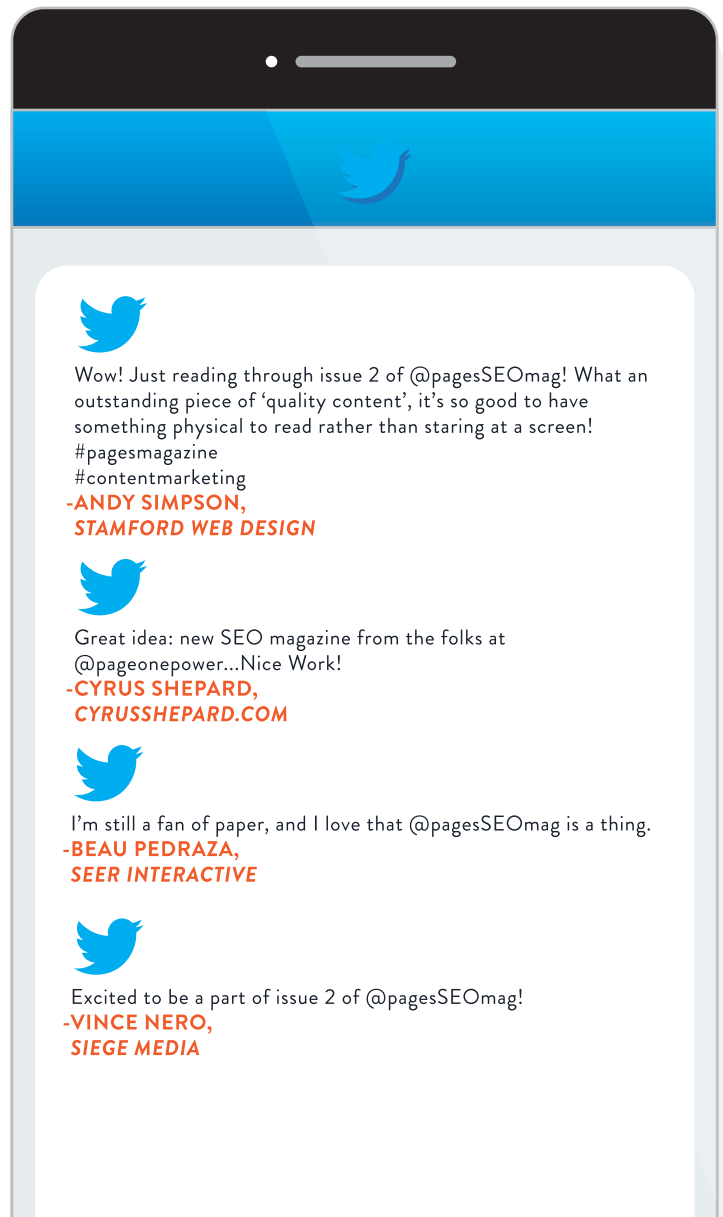 Wow! Just reading through issue 2 of @pagesSEOmag! What an
outstanding piece of ‘quality content’, it’s so good to have
something physical to read rather than staring at a screen!
#pagesmagazine
#contentmarketing
-ANDY SIMPSON,
STAMFORD WEB DESIGN
Great idea: new SEO magazine from the folks at
@pageonepower...Nice Work!
-CYRUS SHEPARD,
CYRUSSHEPARD.COM
I’m still a fan of paper, and I love that @pagesSEOmag is a thing.
-BEAU PEDRAZA,
SEER INTERACTIVE
Excited to be a part of issue 2 of @pagesSEOmag!
-VINCE NERO,
SIEGE MEDIA